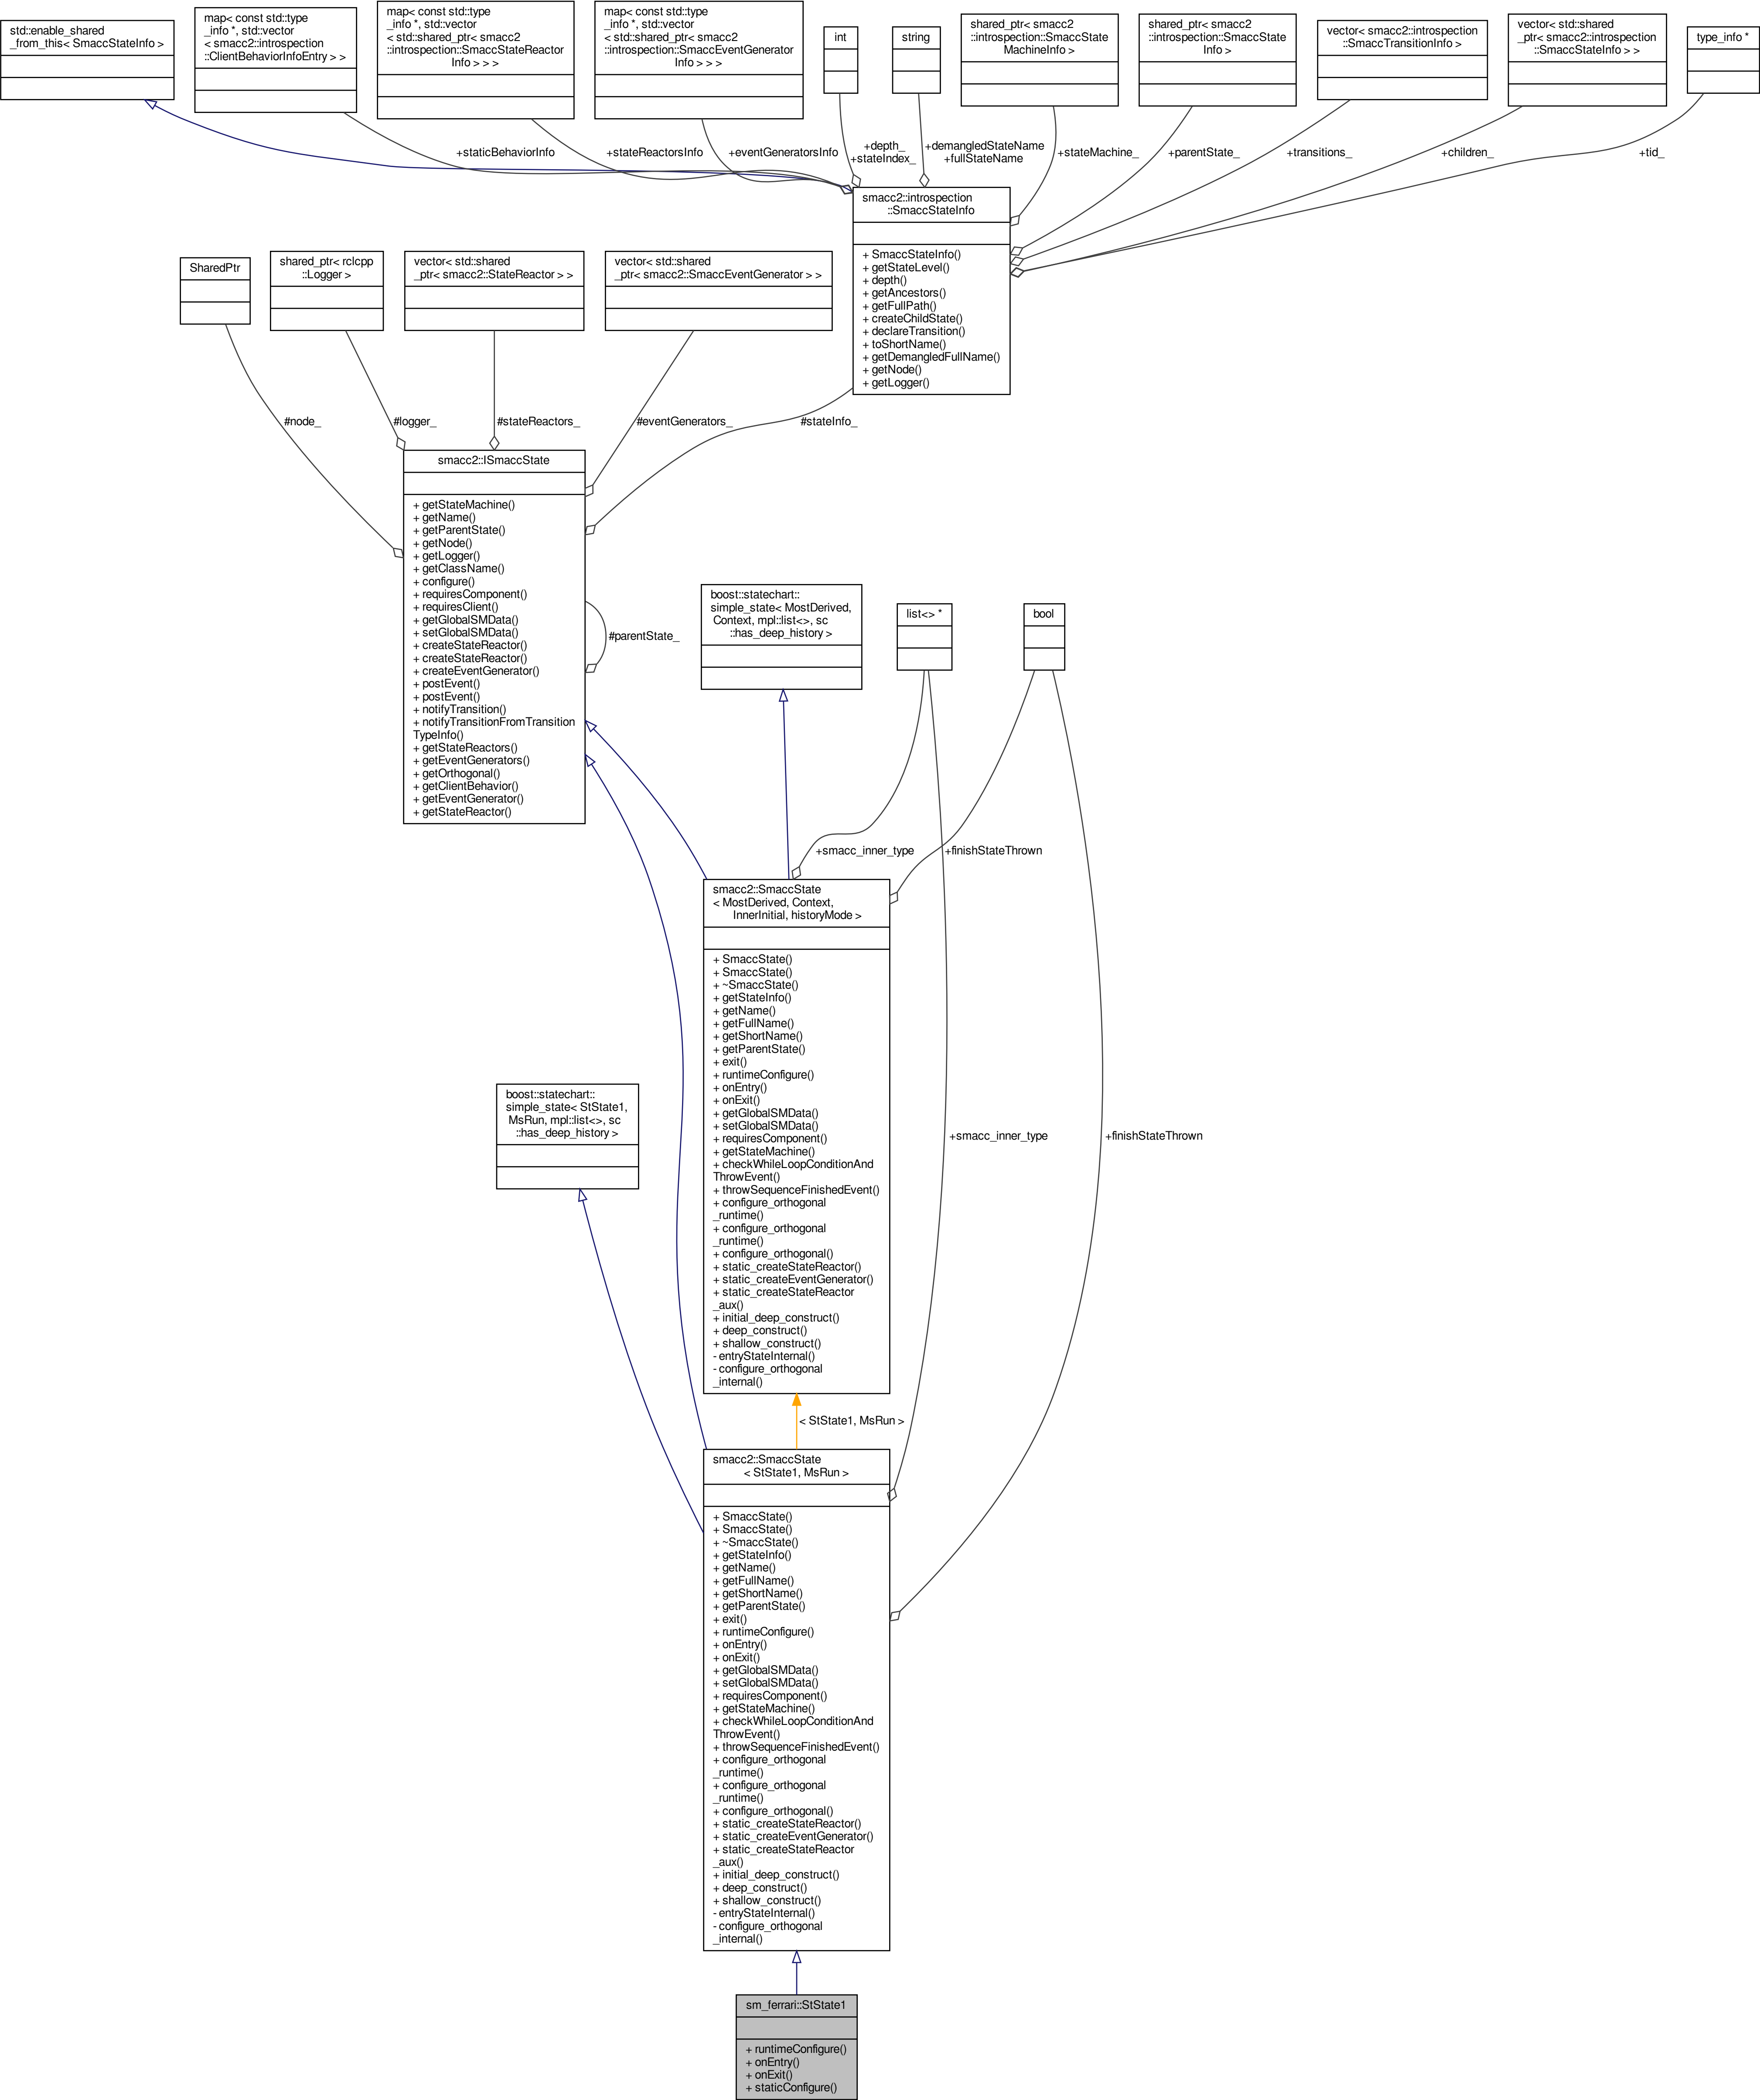 std::enable_shared
_from_this< SmaccStateInfo >
map< const std::type
_info *, std::vector
< smacc2::introspection
::ClientBehaviorInfoEntry > >
map< const std::type
_info *, std::vector
< std::shared_ptr< smacc2
::introspection::SmaccStateReactor
Info > > >
map< const std::type
_info *, std::vector
< std::shared_ptr< smacc2
::introspection::SmaccEventGenerator
Info > > >
int
string
shared_ptr< smacc2
::introspection::SmaccState
MachineInfo >
shared_ptr< smacc2
::introspection::SmaccState
Info >
vector< smacc2::introspection
::SmaccTransitionInfo >
vector< std::shared
_ptr< smacc2::introspection
::SmaccStateInfo > >
type_info *
+staticBehaviorInfo
+stateReactorsInfo
+eventGeneratorsInfo
+depth_
+stateIndex_
+demangledStateName
+fullStateName
+stateMachine_
+parentState_
+transitions_
+children_
+tid_
smacc2::introspection
::SmaccStateInfo
+ SmaccStateInfo()
+ getStateLevel()
+ depth()
+ getAncestors()
+ getFullPath()
+ createChildState()
+ declareTransition()
+ toShortName()
+ getDemangledFullName()
+ getNode()
+ getLogger()
SharedPtr
shared_ptr< rclcpp
::Logger >
vector< std::shared
_ptr< smacc2::StateReactor > >
vector< std::shared
_ptr< smacc2::SmaccEventGenerator > >
#node_
#logger_
#stateReactors_
#eventGenerators_
#stateInfo_
smacc2::ISmaccState
+ getStateMachine()
+ getName()
+ getParentState()
+ getNode()
+ getLogger()
+ getClassName()
+ configure()
+ requiresComponent()
+ requiresClient()
+ getGlobalSMData()
+ setGlobalSMData()
+ createStateReactor()
+ createStateReactor()
+ createEventGenerator()
+ postEvent()
+ postEvent()
+ notifyTransition()
+ notifyTransitionFromTransition
TypeInfo()
+ getStateReactors()
+ getEventGenerators()
+ getOrthogonal()
+ getClientBehavior()
+ getEventGenerator()
+ getStateReactor()
#parentState_
boost::statechart::
simple_state< MostDerived,
Context, mpl::list<>, sc
::has_deep_history >
list<> *
bool
+smacc_inner_type
+finishStateThrown
smacc2::SmaccState
< MostDerived, Context,
InnerInitial, historyMode >
+ SmaccState()
+ SmaccState()
+ ~SmaccState()
+ getStateInfo()
+ getName()
+ getFullName()
+ getShortName()
+ getParentState()
+ exit()
+ runtimeConfigure()
+ onEntry()
+ onExit()
+ getGlobalSMData()
+ setGlobalSMData()
+ requiresComponent()
+ getStateMachine()
+ checkWhileLoopConditionAnd
ThrowEvent()
+ throwSequenceFinishedEvent()
+ configure_orthogonal
_runtime()
+ configure_orthogonal
_runtime()
+ configure_orthogonal()
+ static_createStateReactor()
+ static_createEventGenerator()
+ static_createStateReactor
_aux()
+ initial_deep_construct()
+ deep_construct()
+ shallow_construct()
- entryStateInternal()
- configure_orthogonal
_internal()
boost::statechart::
simple_state< StState1,
MsRun, mpl::list<>, sc
::has_deep_history >
+smacc_inner_type
+finishStateThrown
< StState1, MsRun >
smacc2::SmaccState
< StState1, MsRun >
+ SmaccState()
+ SmaccState()
+ ~SmaccState()
+ getStateInfo()
+ getName()
+ getFullName()
+ getShortName()
+ getParentState()
+ exit()
+ runtimeConfigure()
+ onEntry()
+ onExit()
+ getGlobalSMData()
+ setGlobalSMData()
+ requiresComponent()
+ getStateMachine()
+ checkWhileLoopConditionAnd
ThrowEvent()
+ throwSequenceFinishedEvent()
+ configure_orthogonal
_runtime()
+ configure_orthogonal
_runtime()
+ configure_orthogonal()
+ static_createStateReactor()
+ static_createEventGenerator()
+ static_createStateReactor
_aux()
+ initial_deep_construct()
+ deep_construct()
+ shallow_construct()
- entryStateInternal()
- configure_orthogonal
_internal()
sm_ferrari::StState1
+ runtimeConfigure()
+ onEntry()
+ onExit()
+ staticConfigure()